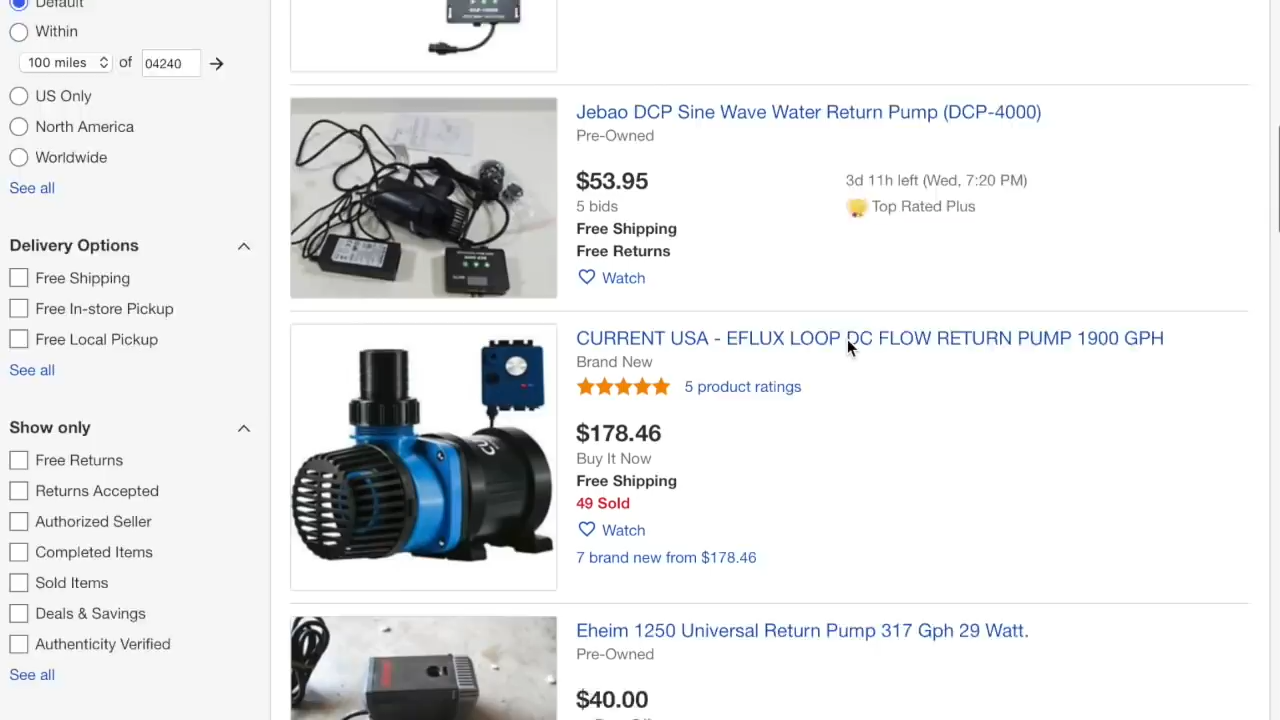 Default
Within
100 miles of 04240
US Only
North America
Worldwide
See all
Delivery Options
Free Shipping
Free In-store Pickup
Free Local Pickup
See all
Show only
Free Returns
Returns Accepted
Authorized Seller
Completed Items
Sold Items
Deals & Savings
Authenticity Verified
See all
Jebao DCP Sine Wave Water Return Pump (DCP-4000)
Pre-Owned
$53.95
5 bids
Free Shipping
Free Returns
Watch
3d 11h left (Wed, 7:20 PM)
Top Rated Plus
CURRENT USA - EFLUX LOOP DC FLOW RETURN PUMP 1900 GPH
Brand New
5 product ratings
$178.46
Buy It Now
Free Shipping
49 Sold
Watch
7 brand new from $178.46
Eheim 1250 Universal Return Pump 317 Gph 29 Watt.
Pre-Owned
$40.00